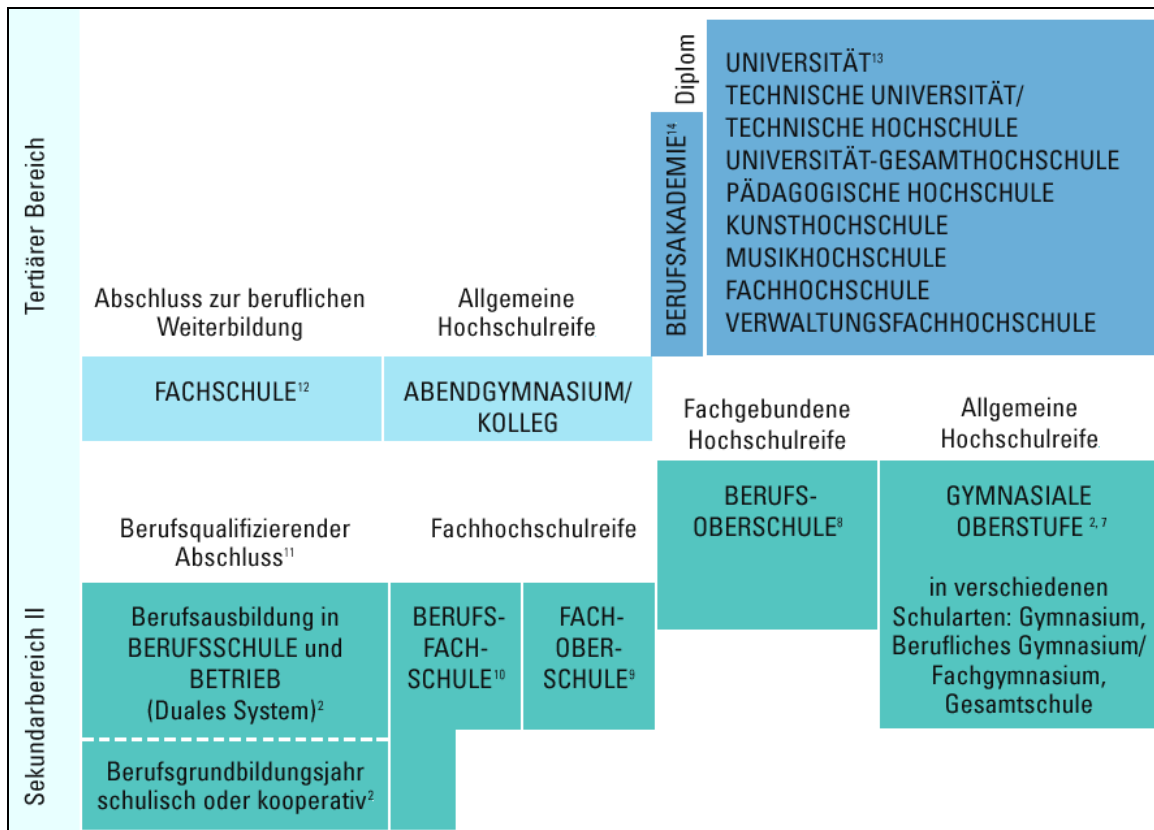 Tertiärer Bereich
Diplom
BERUFSAKADEMIE¹⁴
UNIVERSITÄT¹³
TECHNISCHE UNIVERSITÄT/
TECHNISCHE HOCHSCHULE
UNIVERSITÄT-GESAMTHOCHSCHULE
PÄDAGOGISCHE HOCHSCHULE
KUNSTHOCHSCHULE
MUSIKHOCHSCHULE
FACHHOCHSCHULE
VERWALTUNGSFACHHOCHSCHULE
Abschluss zur beruflichen
Weiterbildung
Allgemeine
Hochschulreife
FACHSCHULE¹²
ABENDGYMNASIUM/
KOLLEG
Fachgebundene
Hochschulreife
Allgemeine
Hochschulreife
Sekundarbereich II
BERUFS-
OBERSCHULE⁸
GYMNASIALE
OBERSTUFE ²,⁷
in verschiedenen
Schularten: Gymnasium,
Berufliches Gymnasium/
Fachgymnasium,
Gesamtschule
Berufsqualifizierender
Abschluss¹¹
Fachhochschulreife
Berufsausbildung in
BERUFSSCHULE und
BETRIEB
(Duales System)²
BERUFS-
FACH-
SCHULE¹⁰
FACH-
OBER-
SCHULE⁹
Berufsgrundbildungsjahr
schulisch oder kooperativ²